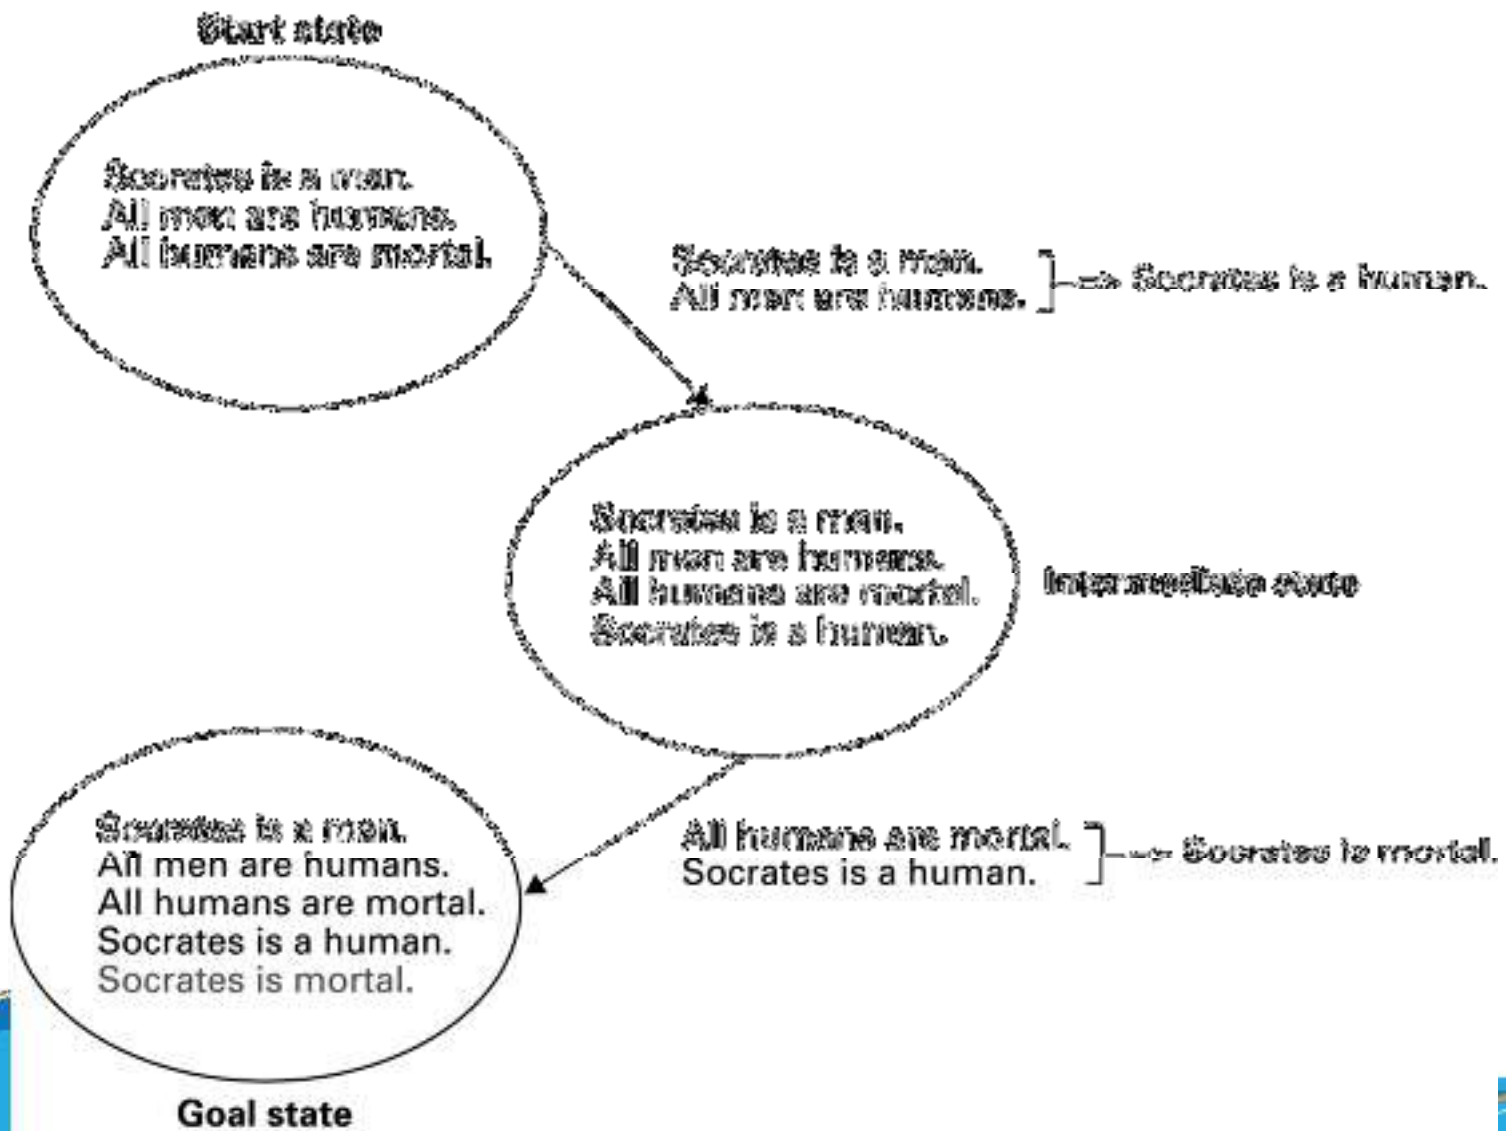 Start state
Socrates is a man.
All men are humans.
All humans are mortal.
Socrates is a man.
All men are humans.
=> Socrates is a human.
Socrates is a man.
All men are humans.
All humans are mortal.
Socrates is a human.
Intermediate state
All humans are mortal.
Socrates is a human.
=> Socrates is mortal.
Socrates is a man.
All men are humans.
All humans are mortal.
Socrates is a human.
Socrates is mortal.
Goal state